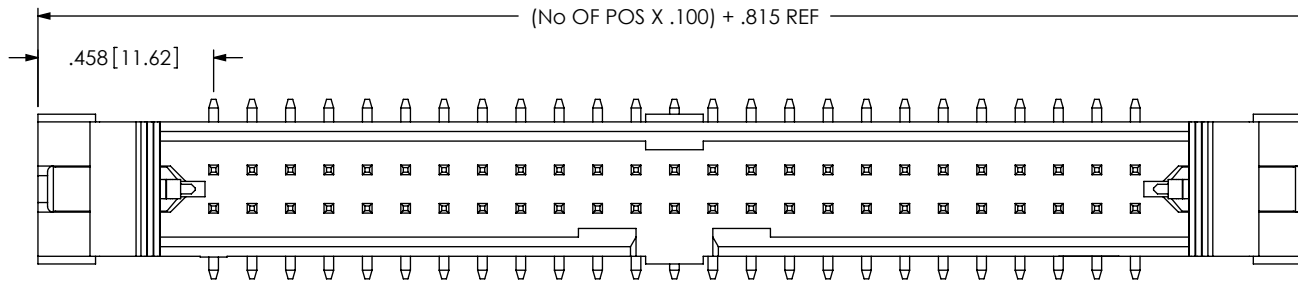 (No OF POS X .100) + .815 REF
.458[11.62]